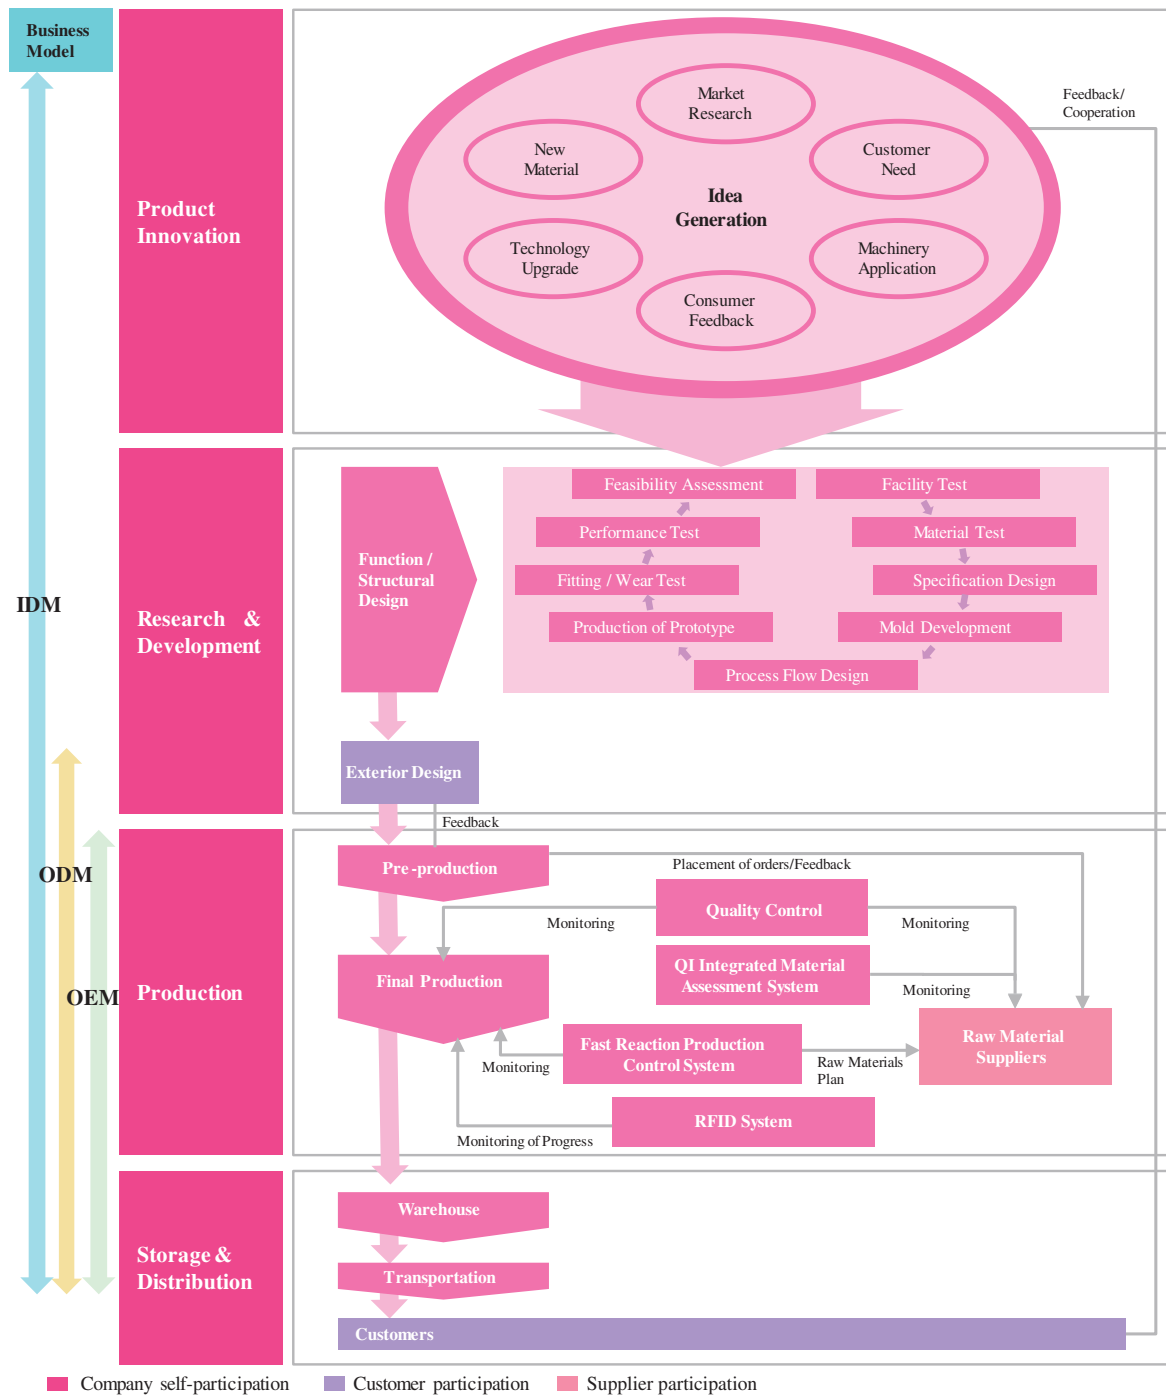 Business
Model
Feedback/
Cooperation
Market
Research
New
Material
Customer
Need
Idea
Generation
Technology
Upgrade
Machinery
Application
Consumer
Feedback
Product
Innovation
Feasibility Assessment
Facility Test
Performance Test
Material Test
Function /
Structural
Design
Fitting / Wear Test
Specification Design
IDM
Research &
Development
Production of Prototype
Mold Development
Process Flow Design
Exterior Design
Feedback
Pre-production
Placement of orders/Feedback
ODM
Quality Control
Monitoring
Monitoring
QI Integrated Material
Assessment System
Final Production
Monitoring
OEM
Production
Fast Reaction Production
Control System
Raw Material
Suppliers
Monitoring
Raw Materials
Plan
RFID System
Monitoring of Progress
Warehouse
Storage &
Distribution
Transportation
Customers
Company self-participation
Customer participation
Supplier participation